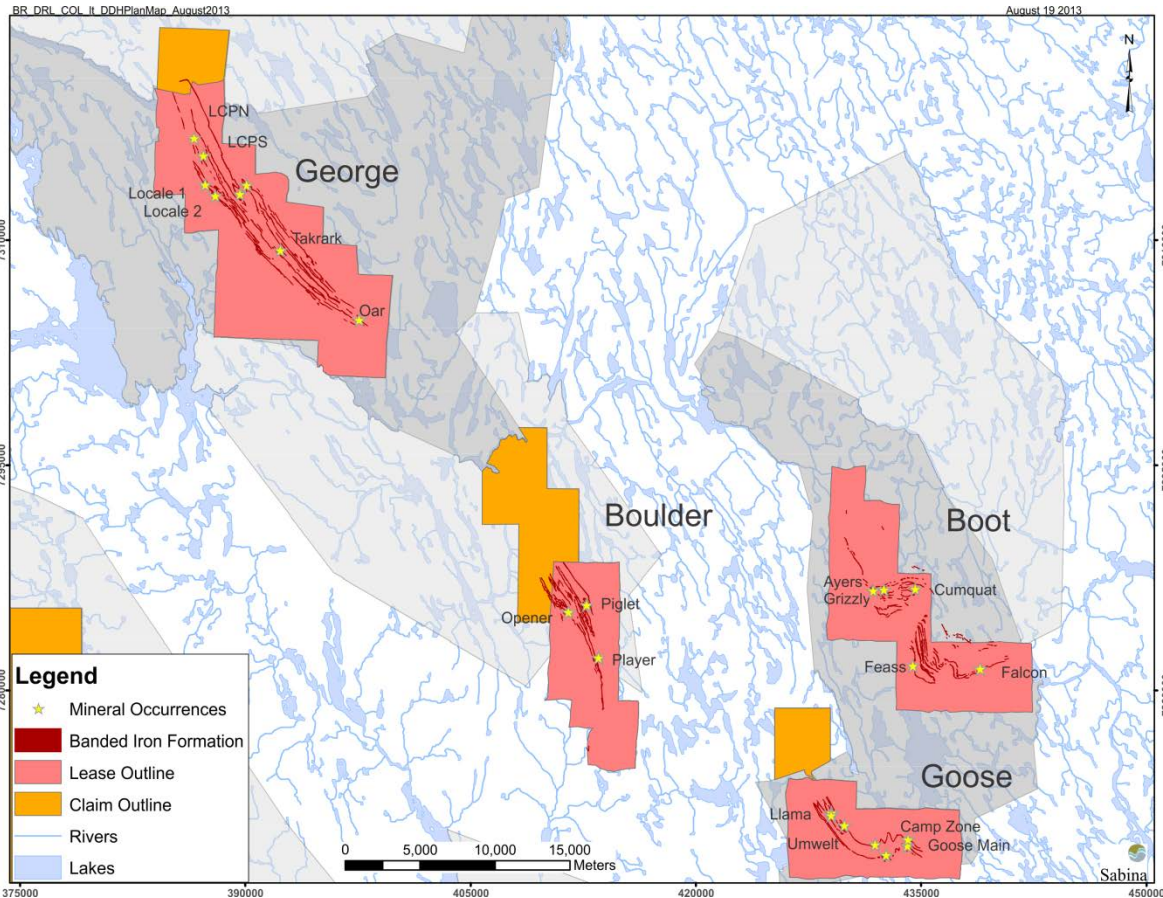 BR_DRL_COL_lt_DDHPlanMap_August2013
August 19 2013
N
LCPN
LCPS
George
Locale 1
Locale 2
Takrark
Oar
Boulder
Boot
Ayers
Grizzly
Cumquat
Piglet
Opener
Player
Feass
Falcon
Goose
Llama
Umwelt
Camp Zone
Goose Main
Legend
Mineral Occurrences
Banded Iron Formation
Lease Outline
Claim Outline
Rivers
Lakes
0 5,000 10,000 15,000
Meters
Sabina
7310000
7295000
7280000
375000 390000 405000 420000 435000 450000